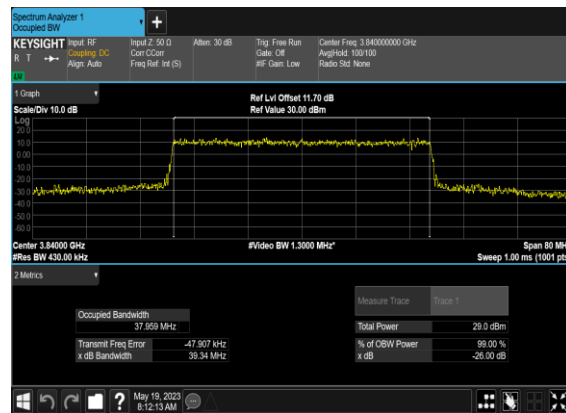 Spectrum Analyzer 1
Occupied BW
KEYSIGHT Input: RF Input Z: 50 Ω Atten: 30 dB Trig: Free Run Center Freq: 3.840000000 GHz
R T Coupling: DC Corr CCorr Gate: Off Avg|Hold: 100/100
Align: Auto Freq Ref: Int (S) #IF Gain: Low Radio Std: None
LU
1 Graph
Ref Lvl Offset 11.70 dB
Scale/Div 10.0 dB Ref Value 30.00 dBm
Log
20.0
10.0
0.00
-10.0
-20.0
-30.0
-40.0
-50.0
-60.0
Center 3.84000 GHz #Video BW 1.3000 MHz* Span 80 MH
#Res BW 430.00 kHz Sweep 1.00 ms (1001 pts
2 Metrics
Measure Trace Trace 1
Occupied Bandwidth
37.959 MHz Total Power 29.0 dBm
Transmit Freq Error -47.907 kHz % of OBW Power 99.00 %
x dB Bandwidth 39.34 MHz x dB -26.00 dB
? May 19, 2023
8:12:13 AM